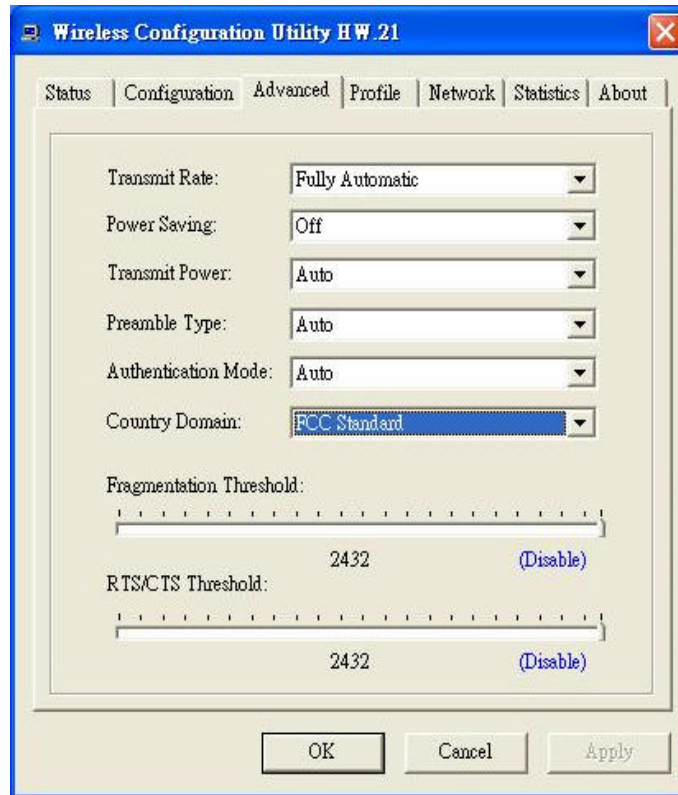 Wireless Configuration Utility HW.21
Status Configuration Advanced Profile Network Statistics About
Transmit Rate: Fully Automatic
Power Saving: Off
Transmit Power: Auto
Preamble Type: Auto
Authentication Mode: Auto
Country Domain: FCC Standard
Fragmentation Threshold:
2432 (Disable)
RTS/CTS Threshold:
2432 (Disable)
OK Cancel Apply